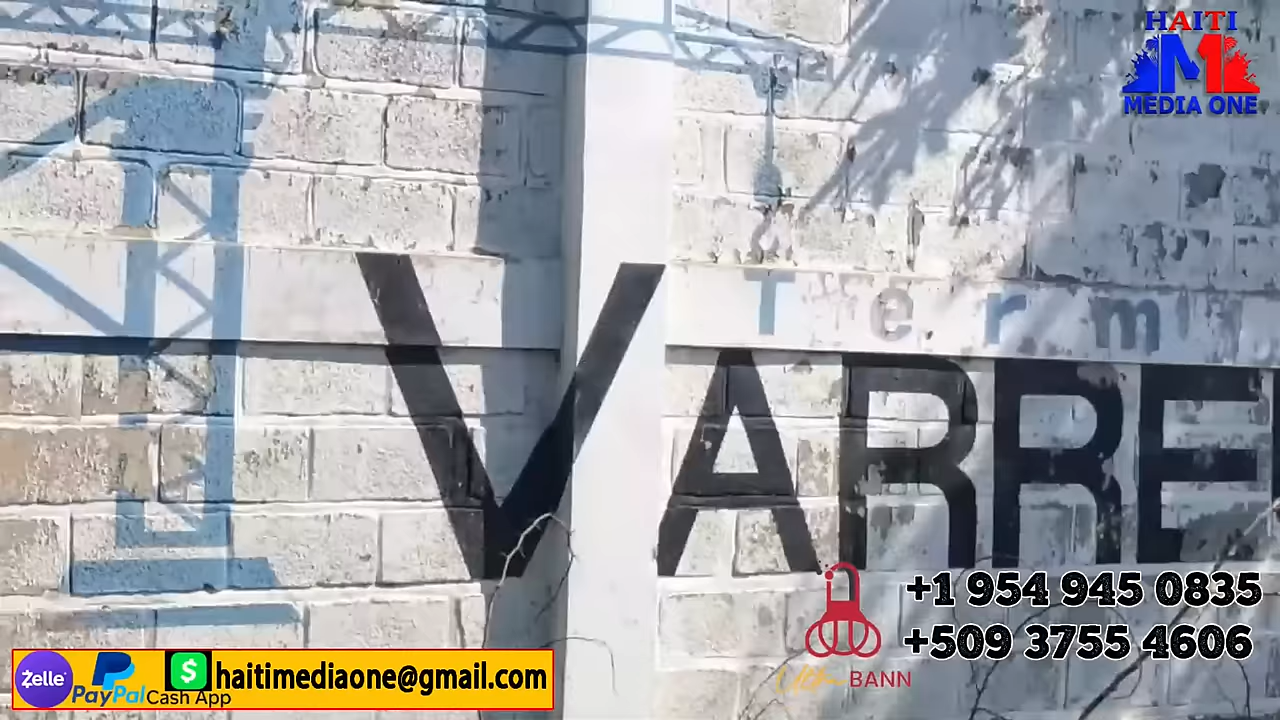 HAITI
M
MEDIA ONE
Term
VARRE
+1 954 945 0835
+509 3755 4606
BANN
Zelle
PayPal
$
Cash App
haitimediaone@gmail.com